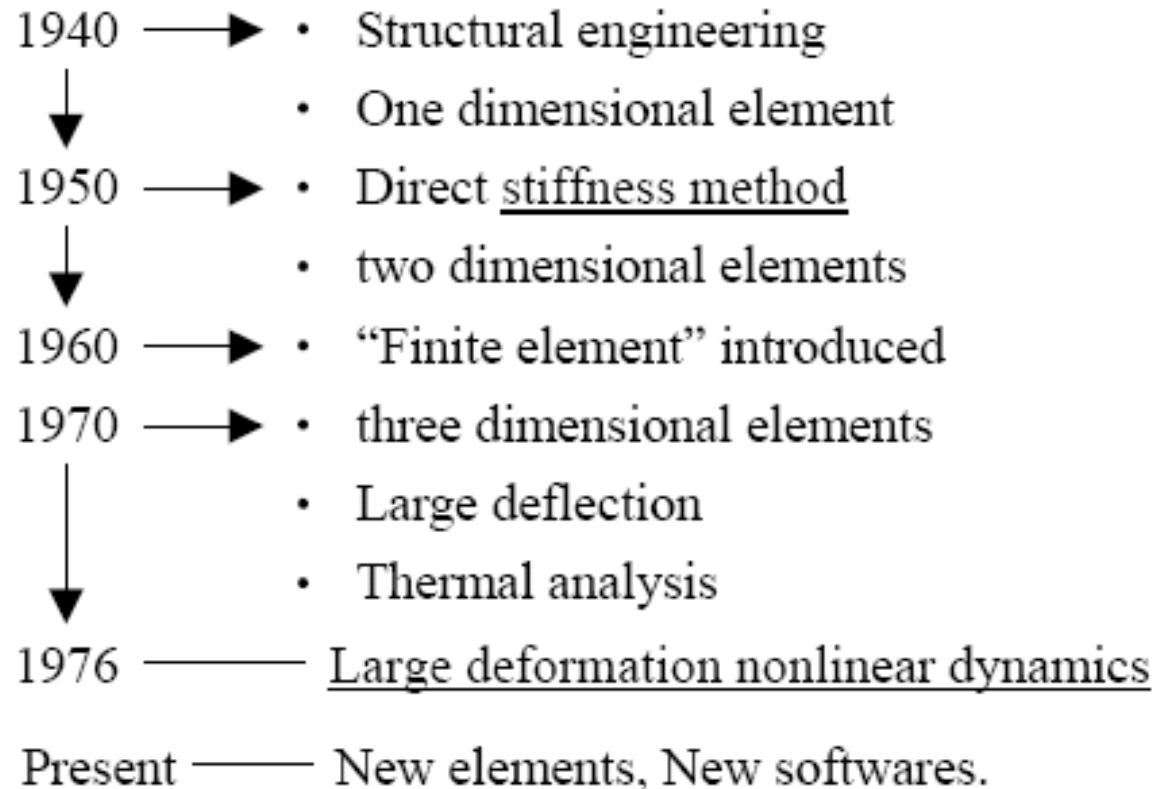 1940 • Structural engineering
• One dimensional element
1950 • Direct stiffness method
• two dimensional elements
1960 • “Finite element” introduced
1970 • three dimensional elements
• Large deflection
• Thermal analysis
1976 Large deformation nonlinear dynamics
Present New elements, New softwares.